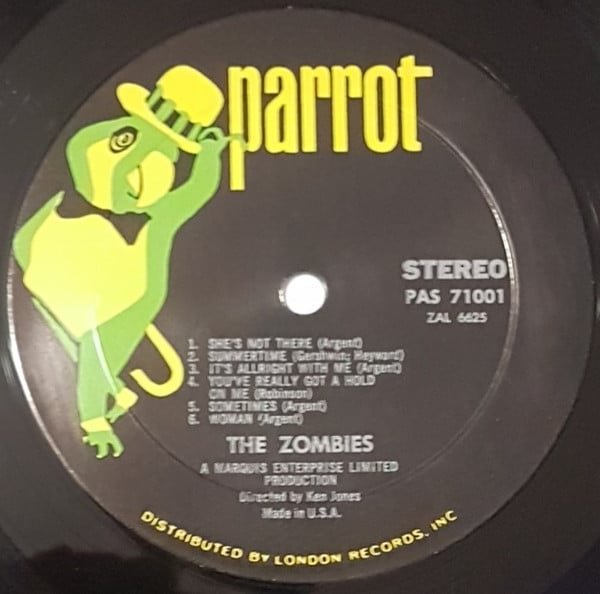 parrot
STEREO
PAS 71001
ZAL 6625
1. SHE'S NOT THERE (Argent)
2. SUMMERTIME (Gershwin; Heyward)
3. IT'S ALLRIGHT WITH ME (Argent)
4. YOU'VE REALLY GOT A HOLD
ON ME (Robinson)
5. SOMETIMES (Argent)
6. WOMAN (Argent)
THE ZOMBIES
A MARQUIS ENTERPRISE LIMITED
PRODUCTION
Directed by Ken Jones
Made in U.S.A.
DISTRIBUTED BY LONDON RECORDS, INC